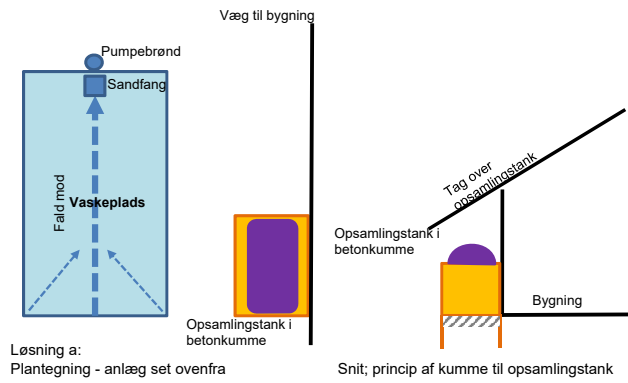 Væg til bygning
Pumpebrønd
Sandfang
Fald mod
Vaskeplads
Opsamlingstank i
betonkumme
Tag over
opsamlingstank
Opsamlingstank i
betonkumme
Bygning
Løsning a:
Plantegning - anlæg set ovenfra
Snit; princip af kumme til opsamlingstank